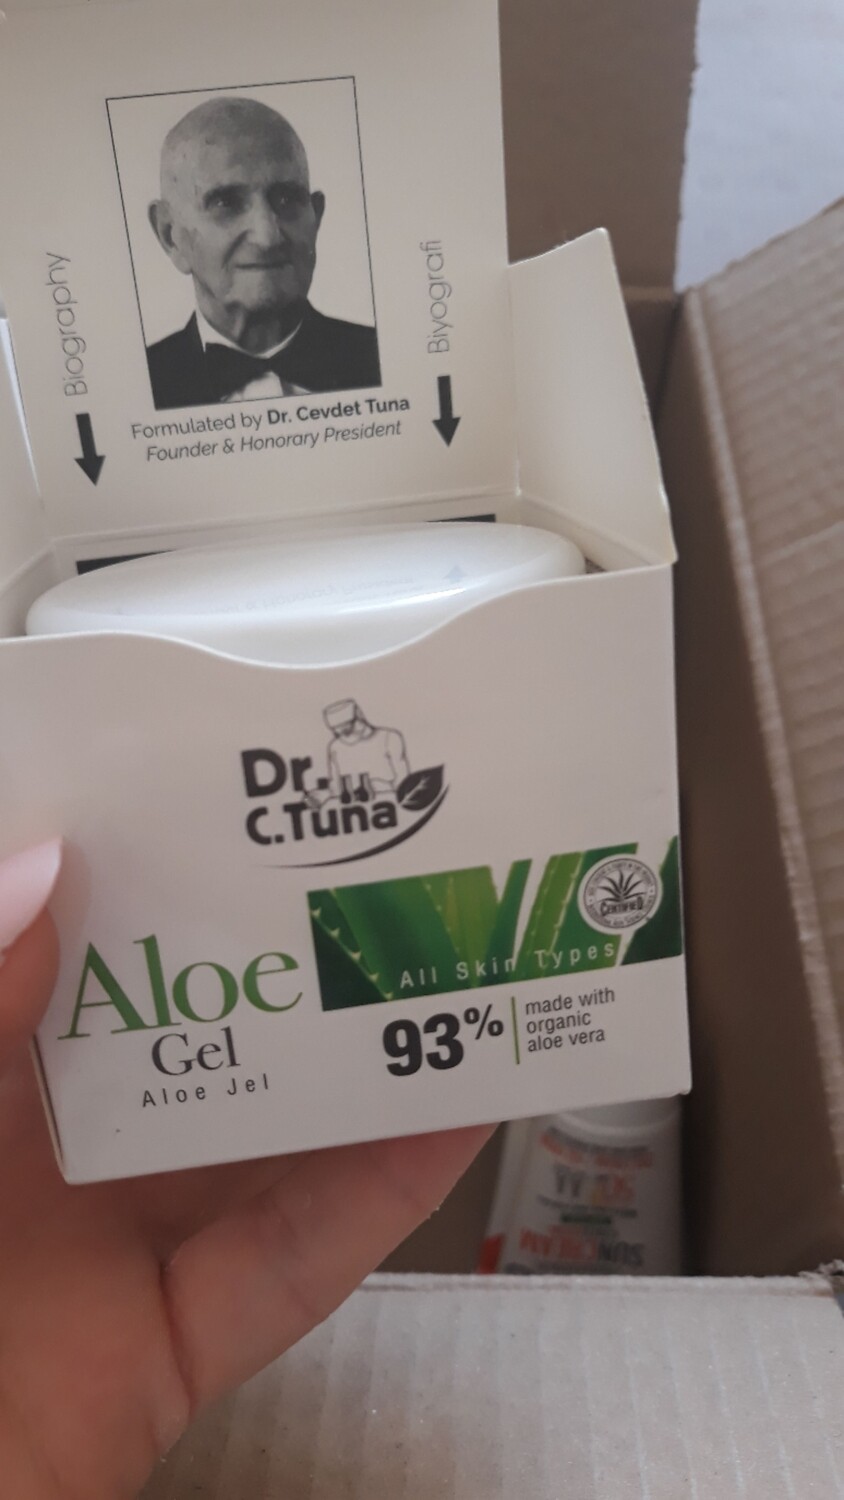 Biography
Biyografi
Formulated by Dr. Cevdet Tuna
Founder & Honorary President
Dr.
C.Tuna
All Skin Types
CERTIFIED
Aloe
Gel
Aloe Jel
93%
made with
organic
aloe vera
SUNCREAM